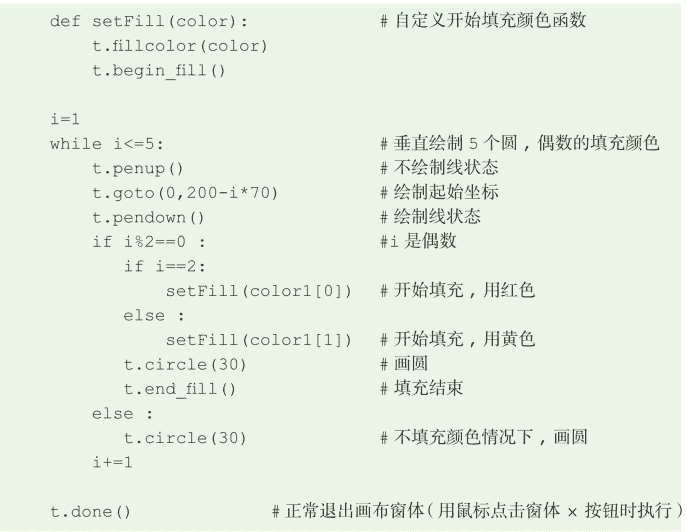 def setFill(color):  # 自定义开始填充颜色函数
    t.fillcolor(color)
    t.begin_fill()

i=1
while i<=5:  # 垂直绘制 5 个圆，偶数的填充颜色
    t.penup()  # 不绘制线状态
    t.goto(0,200-i*70)  # 绘制起始坐标
    t.pendown()  # 绘制线状态
    if i%2==0 :  #i 是偶数
        if i==2:
            setFill(color1[0])  # 开始填充，用红色
        else :
            setFill(color1[1])  # 开始填充，用黄色
        t.circle(30)  # 画圆
        t.end_fill()  # 填充结束
    else :
        t.circle(30)  # 不填充颜色情况下，画圆
    i+=1

t.done()  # 正常退出画布窗体(用鼠标点击窗体 × 按钮时执行)